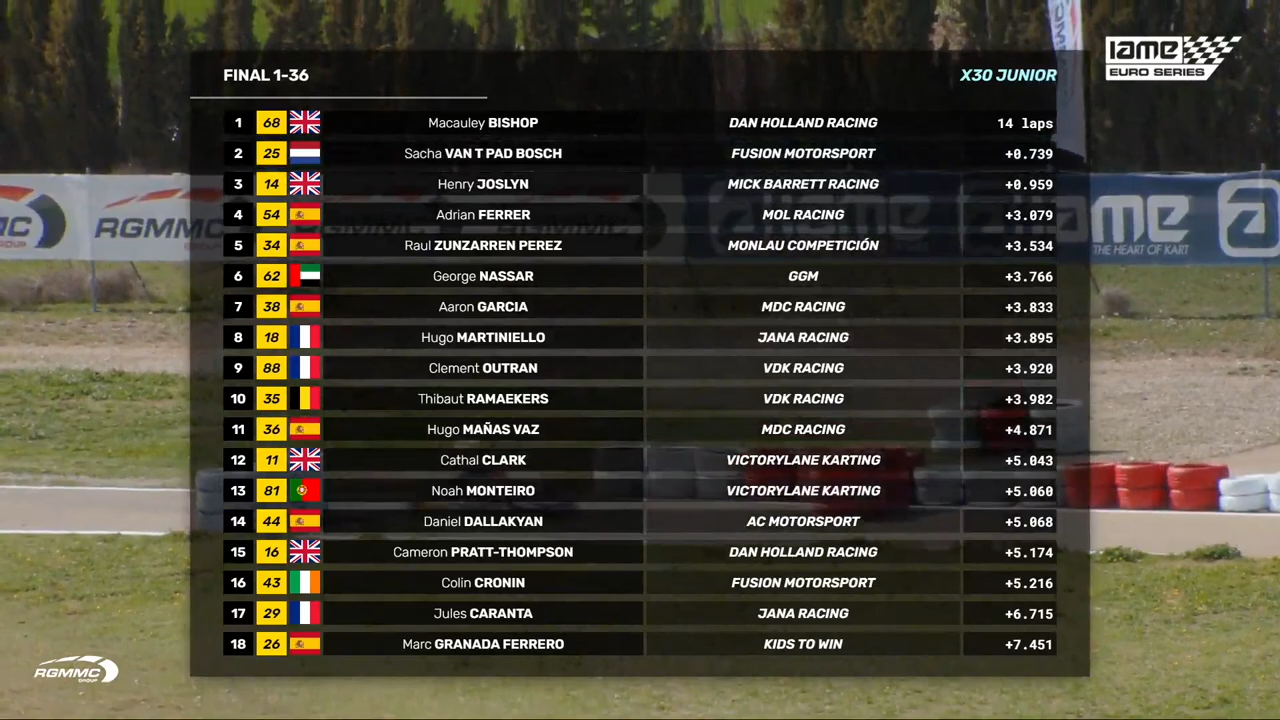 FINAL 1-36
X30 JUNIOR
iame
EURO SERIES
1 68 Macauley BISHOP DAN HOLLAND RACING 14 laps
2 25 Sacha VAN T PAD BOSCH FUSION MOTORSPORT +0.739
3 14 Henry JOSLYN MICK BARRETT RACING +0.959
4 54 Adrian FERRER MOL RACING +3.079
5 34 Raul ZUNZARREN PEREZ MONLAU COMPETICIÓN +3.534
6 62 George NASSAR GGM +3.766
7 38 Aaron GARCIA MDC RACING +3.833
8 18 Hugo MARTINIELLO JANA RACING +3.895
9 88 Clement OUTRAN VDK RACING +3.920
10 35 Thibaut RAMAEKERS VDK RACING +3.982
11 36 Hugo MAÑAS VAZ MDC RACING +4.871
12 11 Cathal CLARK VICTORYLANE KARTING +5.043
13 81 Noah MONTEIRO VICTORYLANE KARTING +5.060
14 44 Daniel DALLAKYAN AC MOTORSPORT +5.068
15 16 Cameron PRATT-THOMPSON DAN HOLLAND RACING +5.174
16 43 Colin CRONIN FUSION MOTORSPORT +5.216
17 29 Jules CARANTA JANA RACING +6.715
18 26 Marc GRANADA FERRERO KIDS TO WIN +7.451
RGMMC
iame
THE HEART OF KART
RGMMC
GROUP